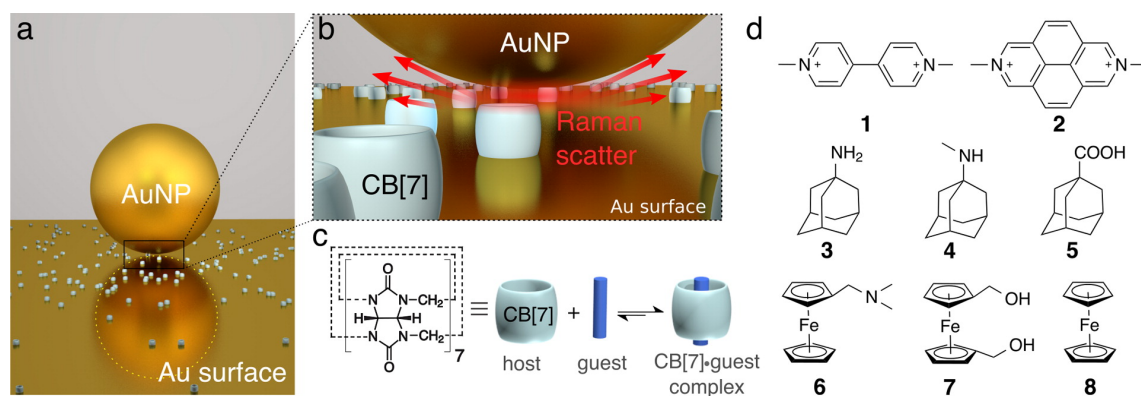 a
AuNP
Au surface
b
AuNP
Raman
scatter
CB[7]
Au surface
c
O
N N CH₂
H H
N N CH₂
O
7
≡
CB[7]
+
host
guest
CB[7]•guest
complex
d
N + + N
1
N + + N
2
NH₂
3
NH
4
COOH
5
Fe
N
6
OH
Fe
OH
7
Fe
8